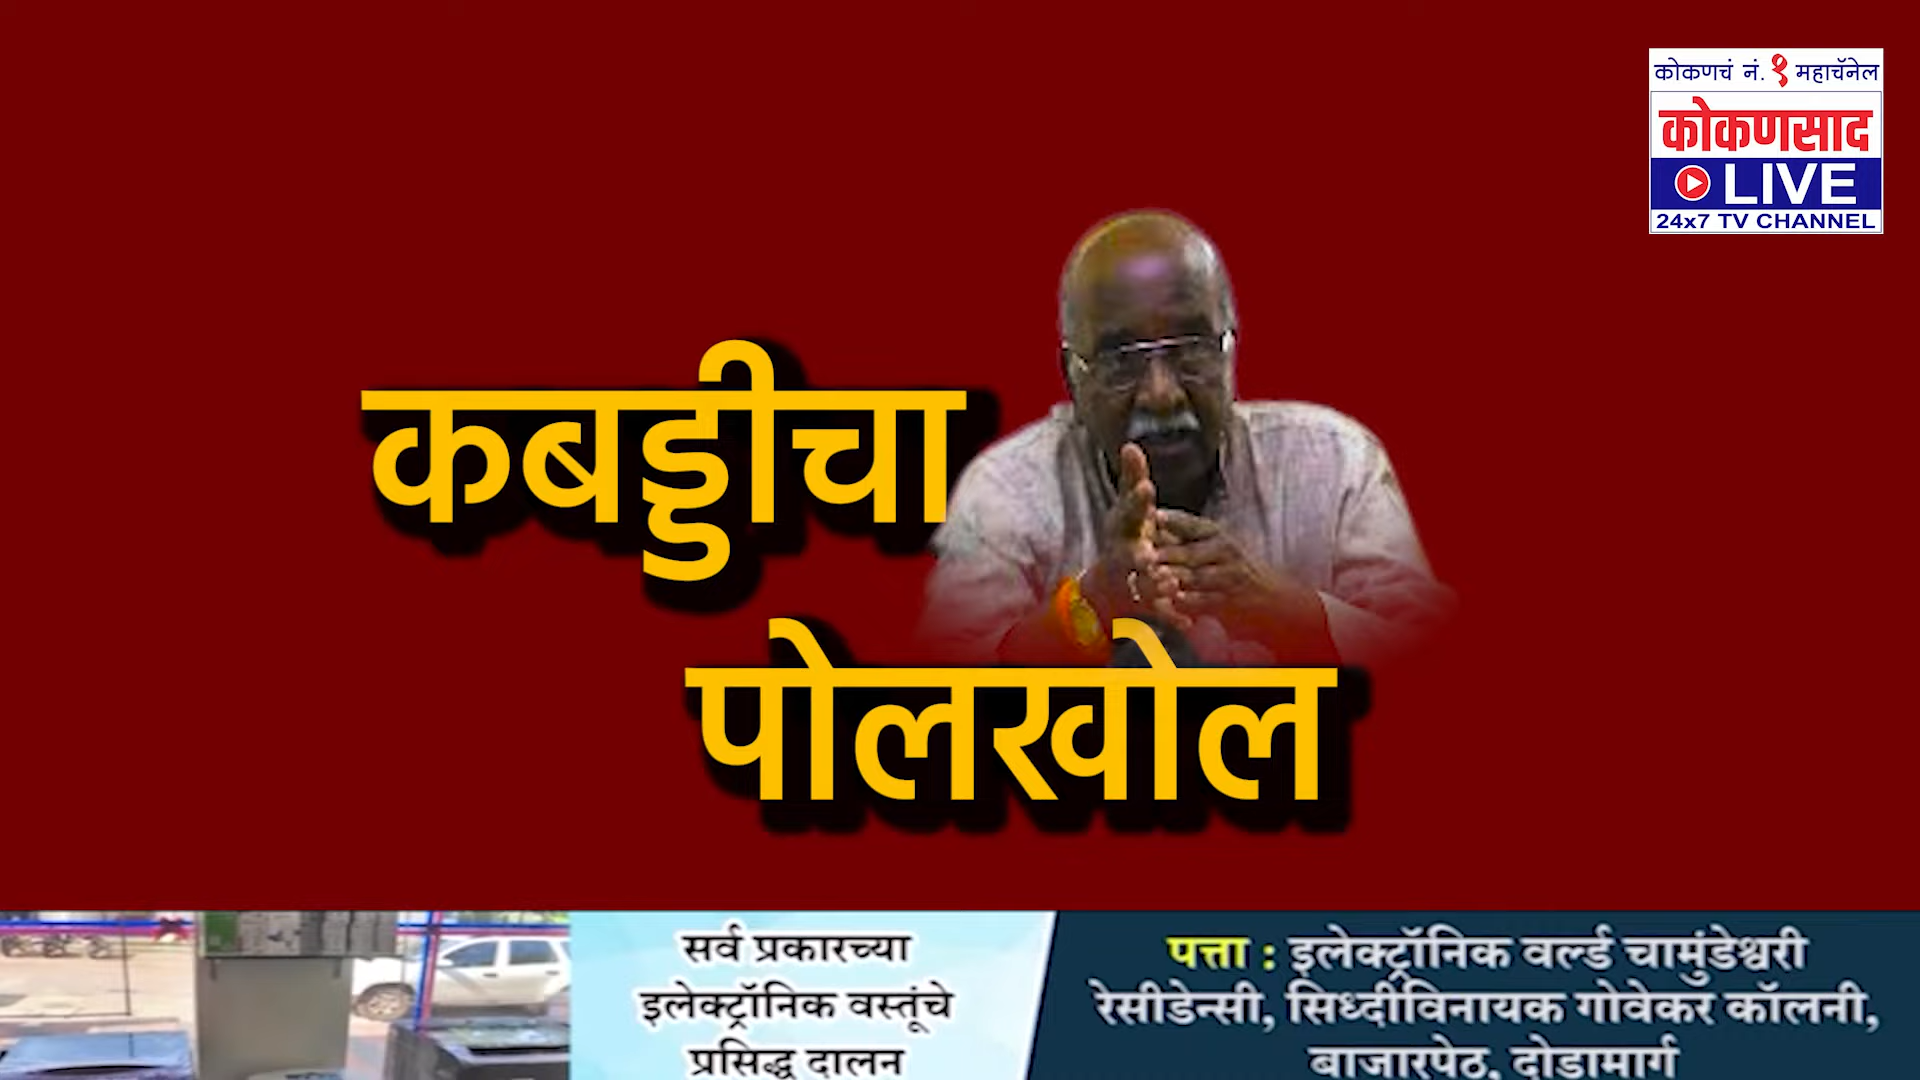 कोकणचं नं. १ महाचॅनेल
कोकणसाद
LIVE
24x7 TV CHANNEL
कबड्डीचा
पोलखोल
सर्व प्रकारच्या
इलेक्ट्रॉनिक वस्तूंचे
प्रसिद्ध दालन
पत्ता : इलेक्ट्रॉनिक वर्ल्ड चामुंडेश्वरी
रेसीडेन्सी, सिध्दीविनायक गोवेकर कॉलनी,
बाजारपेठ, दोडामार्ग